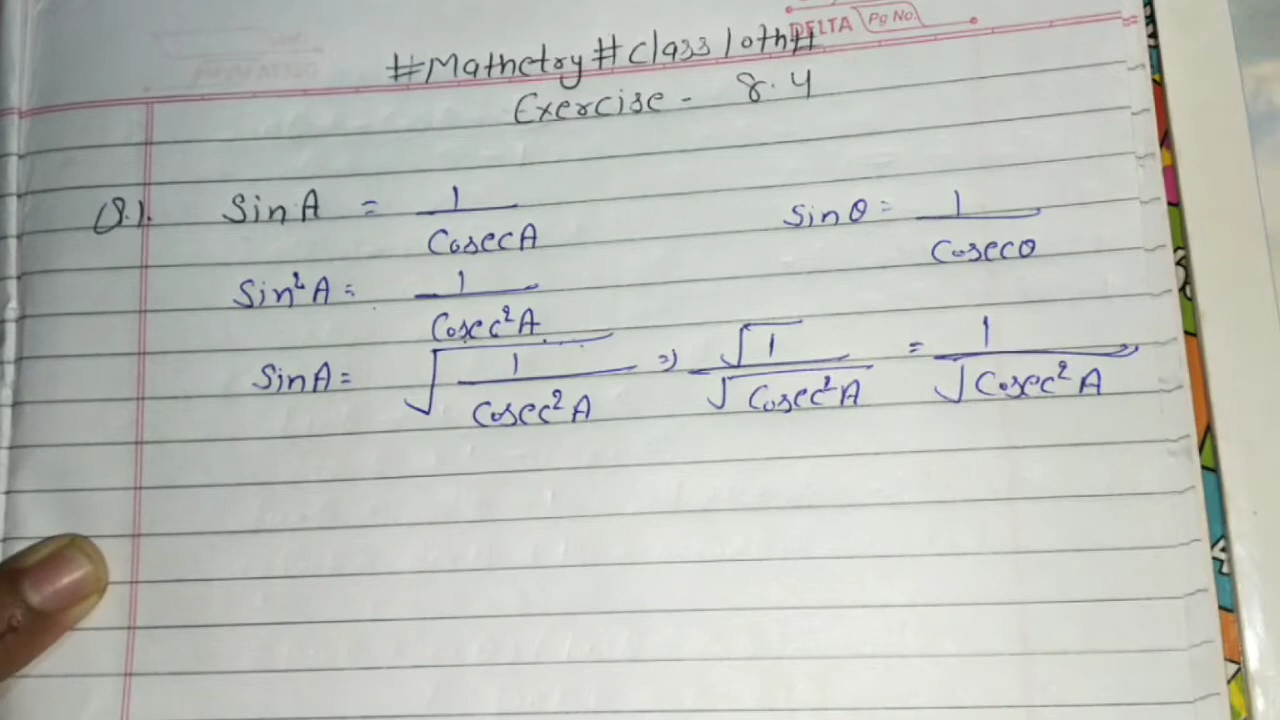 DELTA Pg No.
#Mathetry #Class 10th#
Exercise - 8.4
(Q.1). Sin A = 1/CosecA Sin θ = 1/Cosecθ
Sin²A = 1/Cosec²A
SinA = √(1/Cosec²A) => √1/√Cosec²A = 1/√Cosec²A